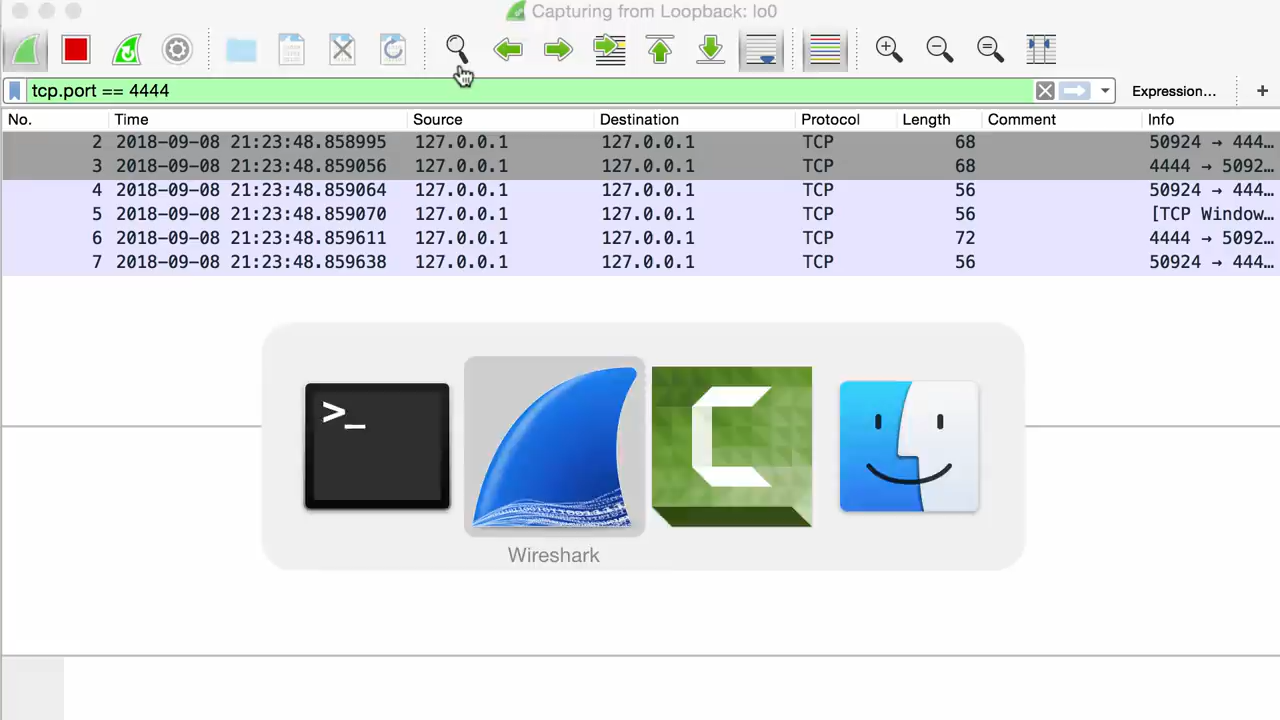 Capturing from Loopback: lo0
tcp.port == 4444
Expression...
+
No. Time Source Destination Protocol Length Comment Info
2 2018-09-08 21:23:48.858995 127.0.0.1 127.0.0.1 TCP 68 50924 → 444…
3 2018-09-08 21:23:48.859056 127.0.0.1 127.0.0.1 TCP 68 4444 → 5092…
4 2018-09-08 21:23:48.859064 127.0.0.1 127.0.0.1 TCP 56 50924 → 444…
5 2018-09-08 21:23:48.859070 127.0.0.1 127.0.0.1 TCP 56 [TCP Window…
6 2018-09-08 21:23:48.859611 127.0.0.1 127.0.0.1 TCP 72 4444 → 5092…
7 2018-09-08 21:23:48.859638 127.0.0.1 127.0.0.1 TCP 56 50924 → 444…
>_
Wireshark